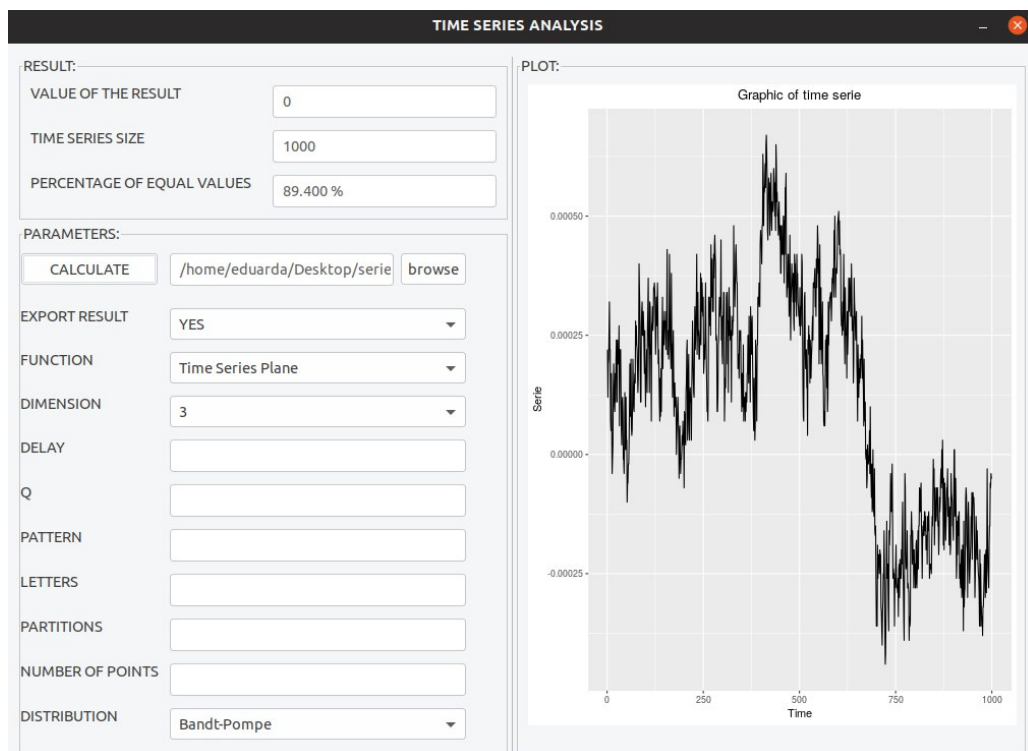 TIME SERIES ANALYSIS
RESULT:
VALUE OF THE RESULT
0
TIME SERIES SIZE
1000
PERCENTAGE OF EQUAL VALUES
89.400 %
PARAMETERS:
CALCULATE
/home/eduarda/Desktop/serie
browse
EXPORT RESULT
YES
FUNCTION
Time Series Plane
DIMENSION
3
DELAY
Q
PATTERN
LETTERS
PARTITIONS
NUMBER OF POINTS
DISTRIBUTION
Bandt-Pompe
PLOT:
Graphic of time serie
Serie
0.00050
0.00025
0.00000
-0.00025
0 250 500 750 1000
Time